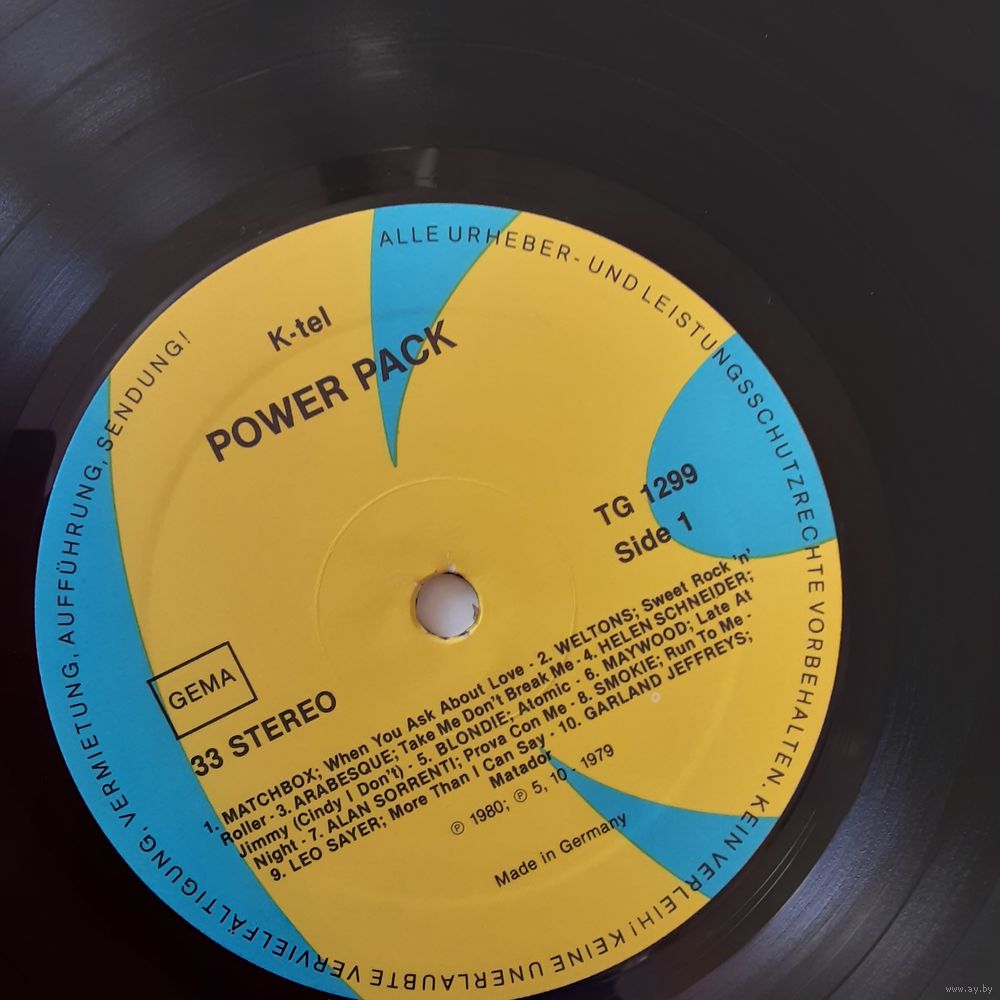 ALLE URHEBER- UND LEISTUNGSSCHUTZRECHTE VORBEHALTEN. KEIN VERLEIH! KEINE UNERLAUBTE VERVIELFÄLTIGUNG, VERMIETUNG, AUFFÜHRUNG, SENDUNG!
K-tel
POWER PACK
TG 1299
Side 1
GEMA
33 STEREO
1. MATCHBOX; When You Ask About Love - 2. WELTONS; Sweet Rock 'n'
Roller - 3. ARABESQUE; Take Me Don't Break Me - 4. HELEN SCHNEIDER;
Jimmy (Cindy I Don't) - 5. BLONDIE; Atomic - 6. MAYWOOD; Late At
Night - 7. ALAN SORRENTI; Prova Con Me - 8. SMOKIE; Run To Me -
9. LEO SAYER; More Than I Can Say - 10. GARLAND JEFFREYS;
Matador
℗ 1980; ℗ 5, 10 - 1979
Made in Germany
www.ay.by